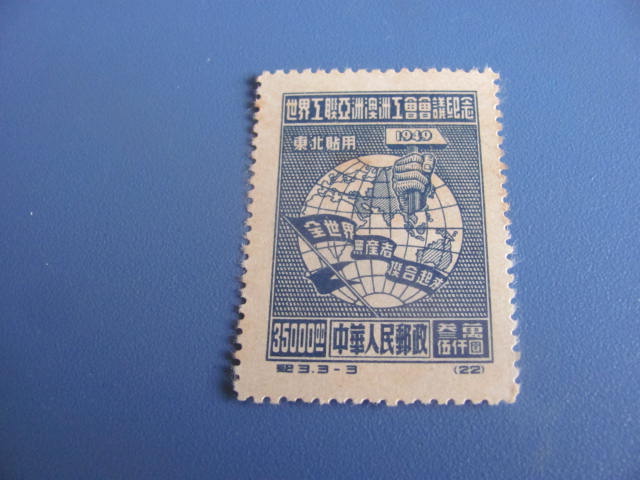 世界工聯亞洲澳洲工會會議紀念
東北貼用
1949
全世界
無産者
聯合起來
35000圓
中華人民郵政
叁萬
伍仟圓
紀3.3-3
(22)